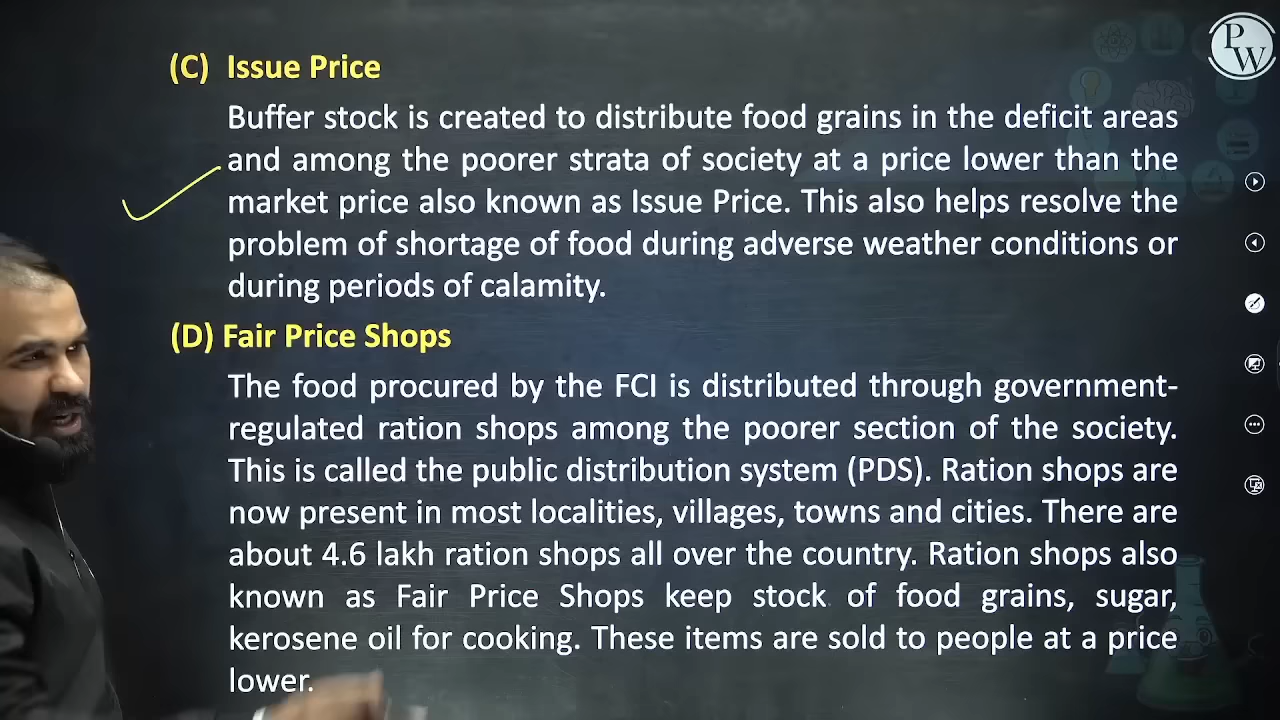 (C) Issue Price
Buffer stock is created to distribute food grains in the deficit areas
and among the poorer strata of society at a price lower than the
market price also known as Issue Price. This also helps resolve the
problem of shortage of food during adverse weather conditions or
during periods of calamity.
(D) Fair Price Shops
The food procured by the FCI is distributed through government-
regulated ration shops among the poorer section of the society.
This is called the public distribution system (PDS). Ration shops are
now present in most localities, villages, towns and cities. There are
about 4.6 lakh ration shops all over the country. Ration shops also
known as Fair Price Shops keep stock of food grains, sugar,
kerosene oil for cooking. These items are sold to people at a price
lower.
PW